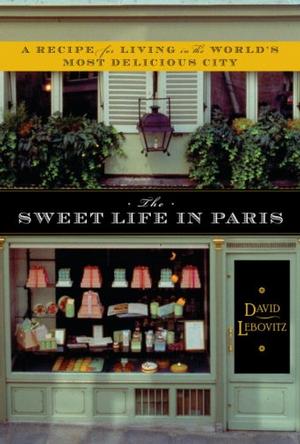 A RECIPE for LIVING in the WORLD'S
MOST DELICIOUS CITY
The
SWEET LIFE IN PARIS
DAVID
LEBOVITZ